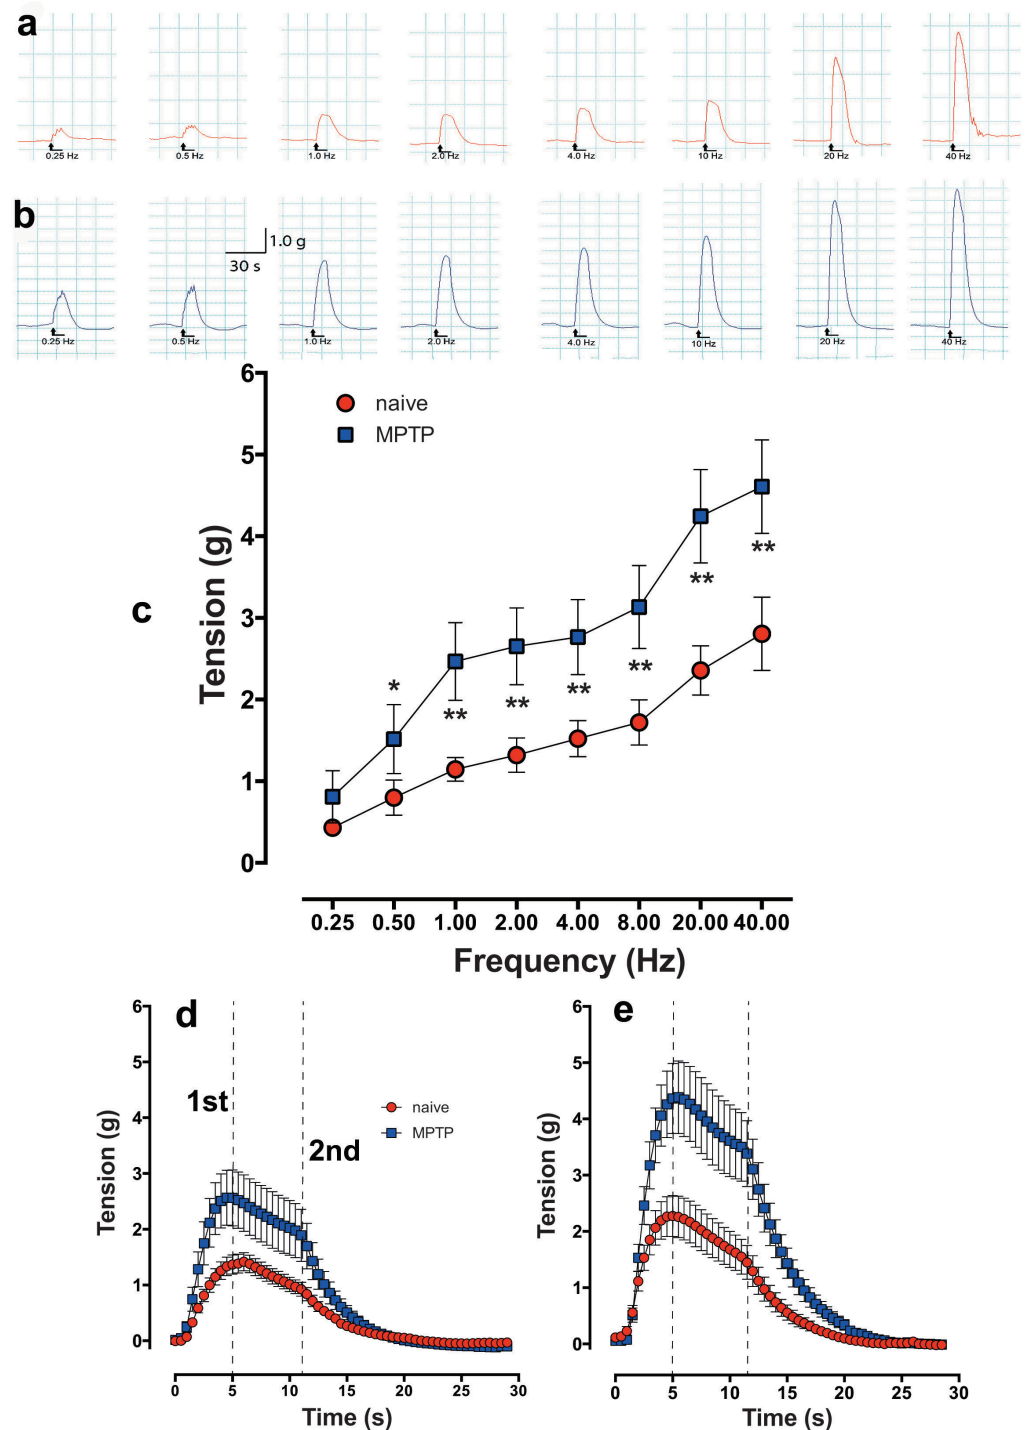 a
0.25 Hz 0.5 Hz 1.0 Hz 2.0 Hz 4.0 Hz 10 Hz 20 Hz 40 Hz
b
1.0 g
30 s
0.25 Hz 0.5 Hz 1.0 Hz 2.0 Hz 4.0 Hz 10 Hz 20 Hz 40 Hz
c
Tension (g)
6
5
4
3
2
1
0
naive
MPTP
*
**
**
**
**
**
**
0.25 0.50 1.00 2.00 4.00 8.00 20.00 40.00
Frequency (Hz)
d
Tension (g)
6
5
4
3
2
1
0
1st
2nd
naive
MPTP
0 5 10 15 20 25 30
Time (s)
e
Tension (g)
6
5
4
3
2
1
0
0 5 10 15 20 25 30
Time (s)